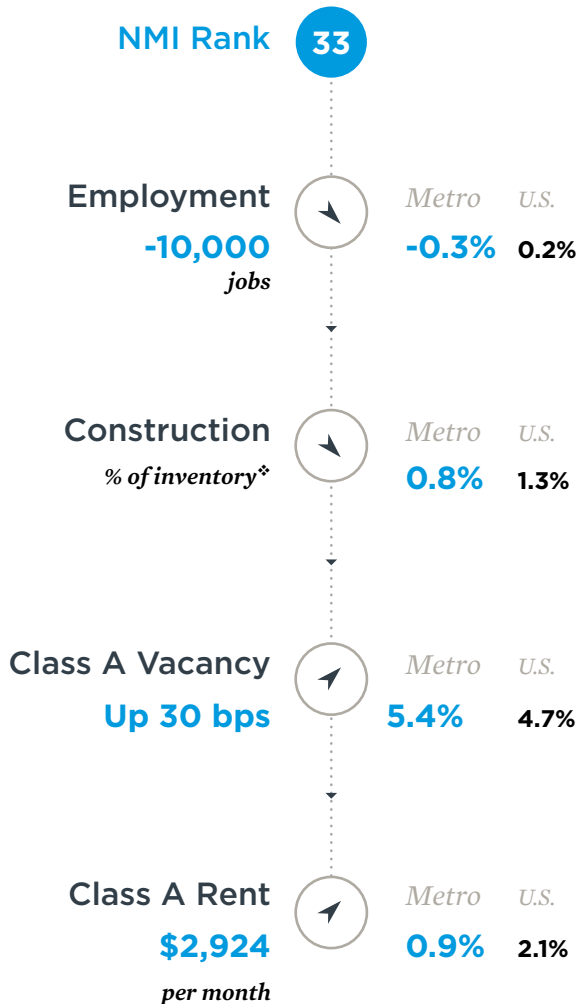 NMI Rank 33
Employment Metro U.S.
-10,000 -0.3% 0.2%
jobs
Construction Metro U.S.
% of inventory❖ 0.8% 1.3%
Class A Vacancy Metro U.S.
Up 30 bps 5.4% 4.7%
Class A Rent Metro U.S.
$2,924 0.9% 2.1%
per month